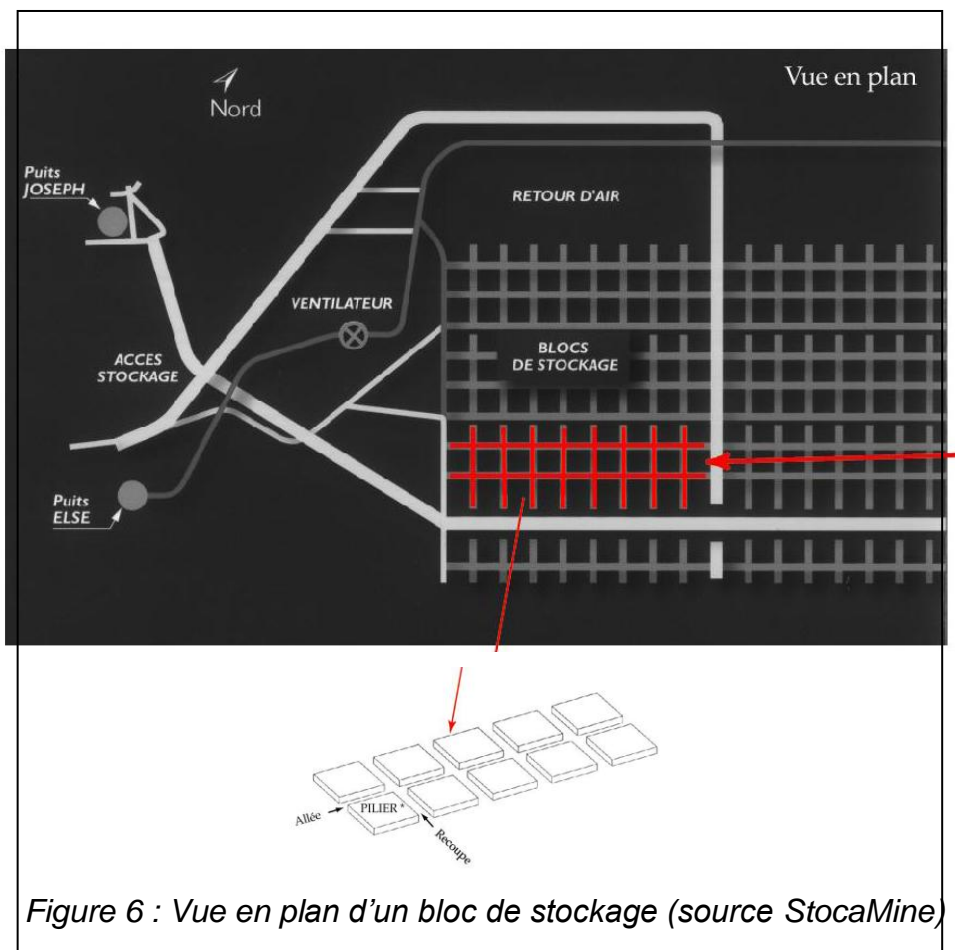 Vue en plan
Nord
Puits
JOSEPH
RETOUR D'AIR
VENTILATEUR
ACCES
STOCKAGE
BLOCS
DE STOCKAGE
Puits
ELSE
Allée
PILIER *
Recoupe
Figure 6 : Vue en plan d'un bloc de stockage (source StocaMine)